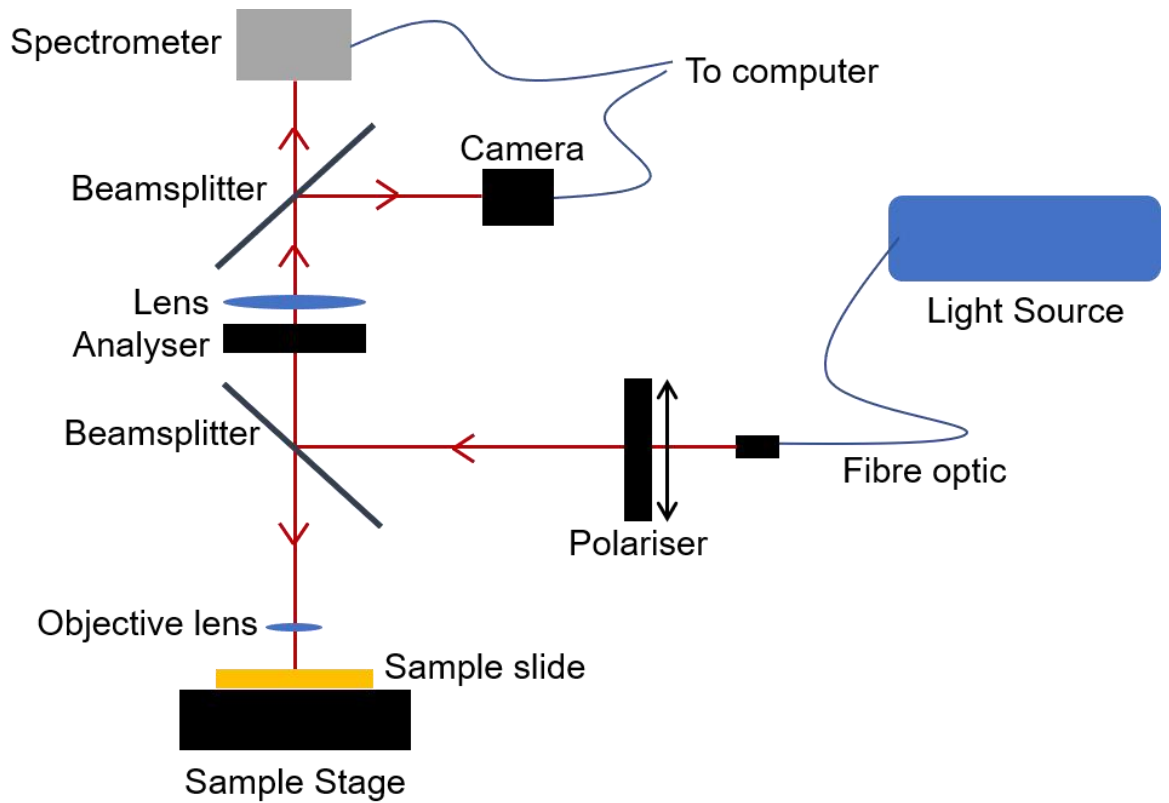 Spectrometer
To computer
Camera
Beamsplitter
Light Source
Lens
Analyser
Beamsplitter
Fibre optic
Polariser
Objective lens
Sample slide
Sample Stage